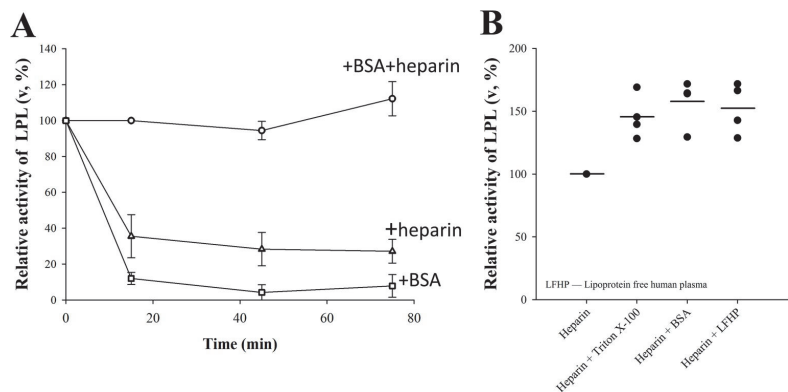 A
Relative activity of LPL (v, %)
140
120
100
80
60
40
20
0
+BSA+heparin
+heparin
+BSA
0
20
40
60
80
Time (min)
B
Relative activity of LPL (v, %)
200
150
100
50
0
LFHP — Lipoprotein free human plasma
Heparin
Heparin + Triton X-100
Heparin + BSA
Heparin + LFHP